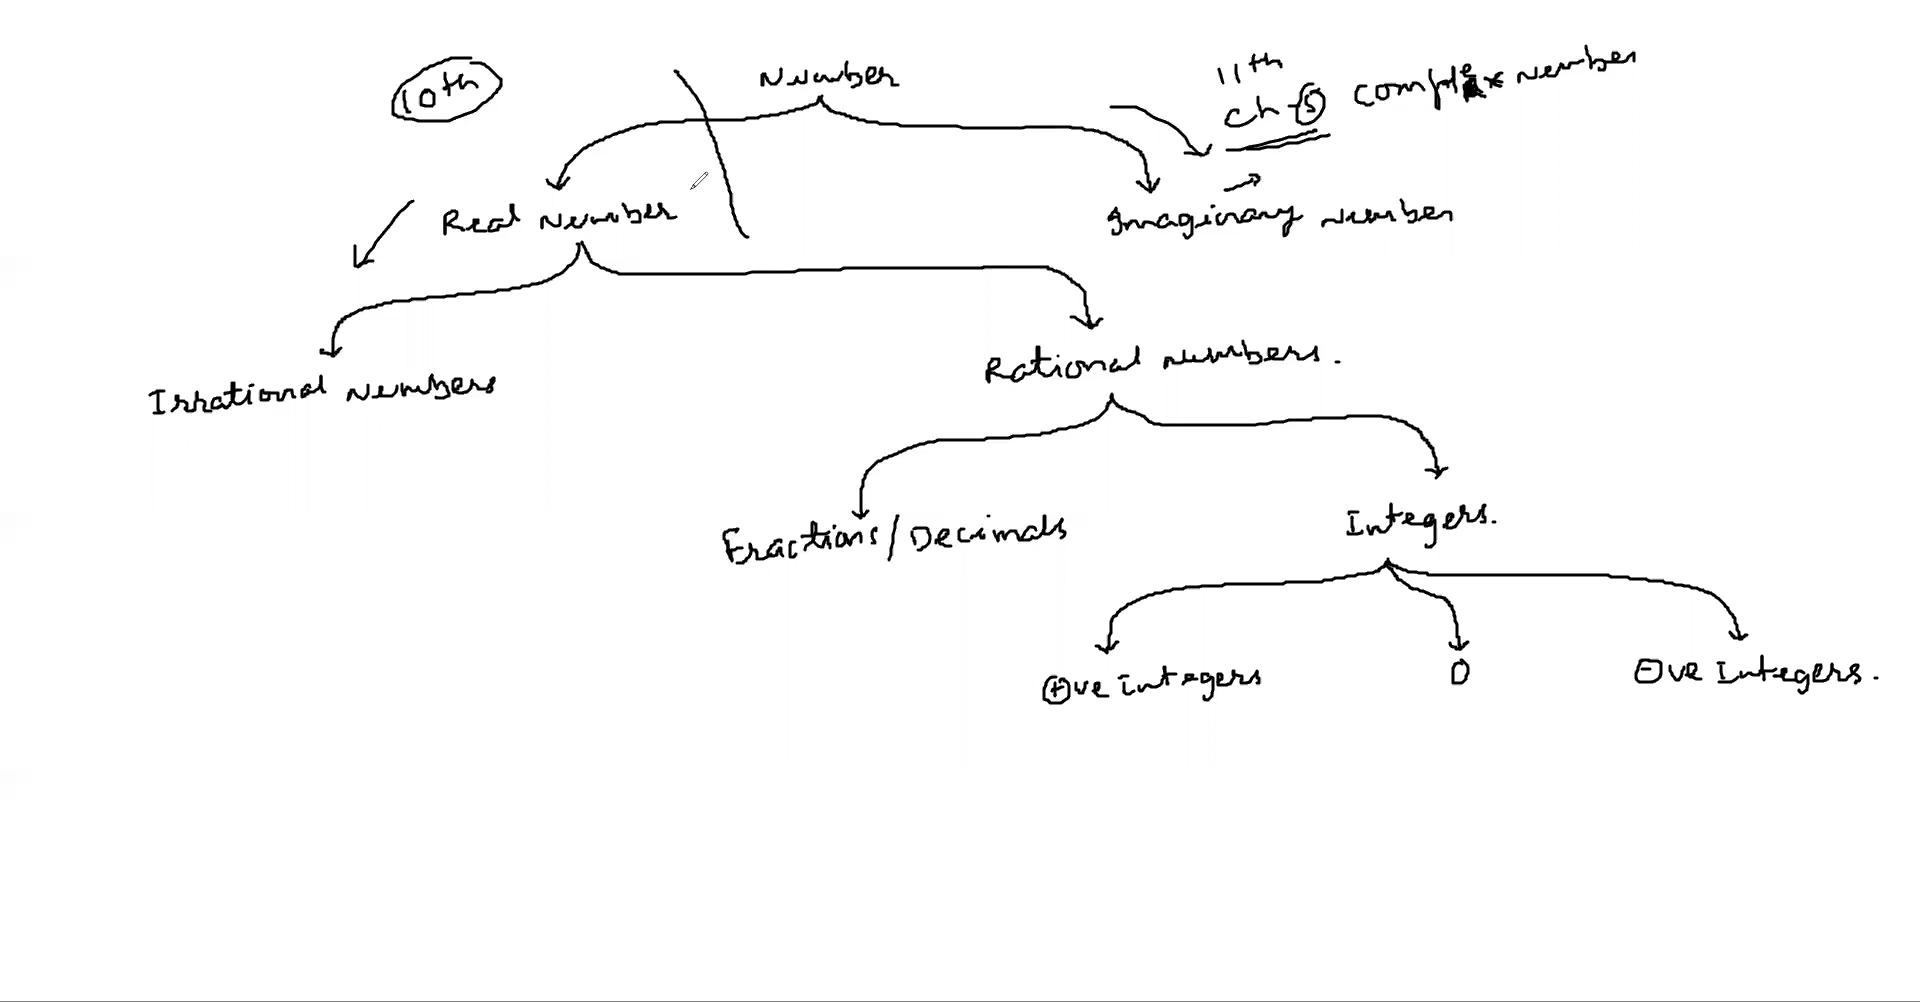 10th
Number
11th
ch-5 complex number
Real Number
Imaginary Number
Irrational Numbers
Rational numbers.
Fractions/Decimals
Integers.
⊕ve Integers
0
⊖ve Integers.